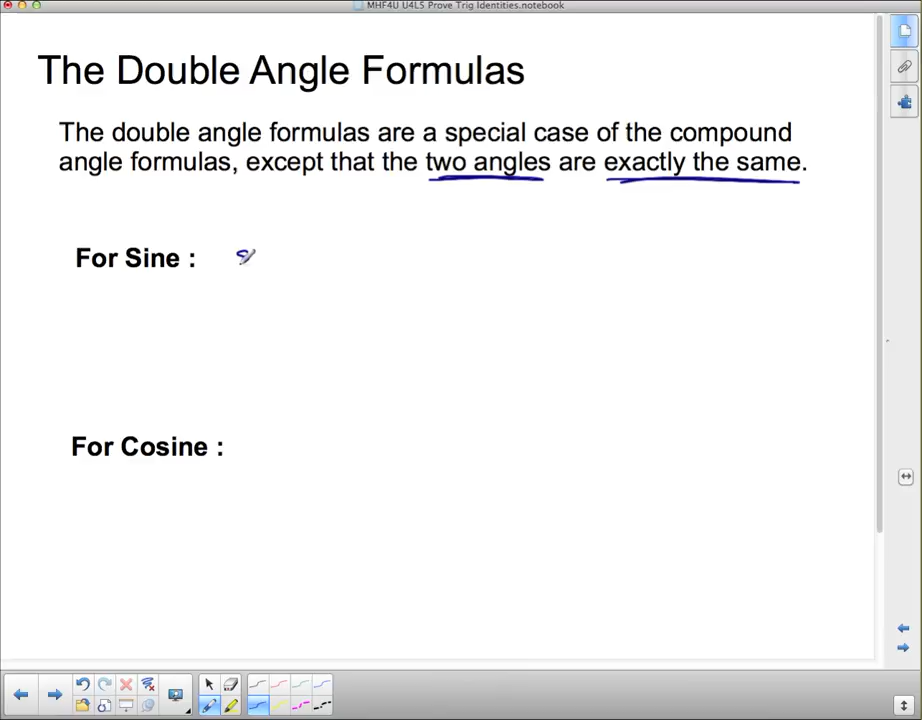 MHF4U U4L5 Prove Trig Identities.notebook
The Double Angle Formulas
The double angle formulas are a special case of the compound
angle formulas, except that the two angles are exactly the same.
For Sine : s
For Cosine :